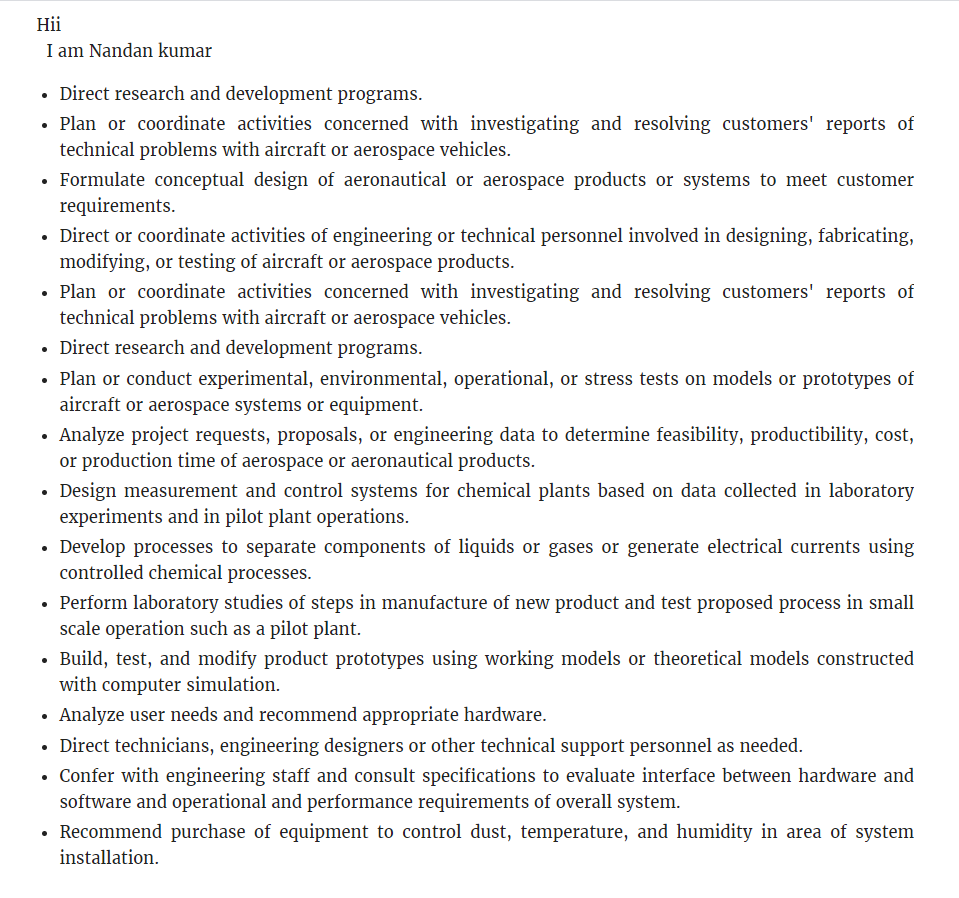 Hii
I am Nandan kumar
• Direct research and development programs.
• Plan or coordinate activities concerned with investigating and resolving customers' reports of
technical problems with aircraft or aerospace vehicles.
• Formulate conceptual design of aeronautical or aerospace products or systems to meet customer
requirements.
• Direct or coordinate activities of engineering or technical personnel involved in designing, fabricating,
modifying, or testing of aircraft or aerospace products.
• Plan or coordinate activities concerned with investigating and resolving customers' reports of
technical problems with aircraft or aerospace vehicles.
• Direct research and development programs.
• Plan or conduct experimental, environmental, operational, or stress tests on models or prototypes of
aircraft or aerospace systems or equipment.
• Analyze project requests, proposals, or engineering data to determine feasibility, productibility, cost,
or production time of aerospace or aeronautical products.
• Design measurement and control systems for chemical plants based on data collected in laboratory
experiments and in pilot plant operations.
• Develop processes to separate components of liquids or gases or generate electrical currents using
controlled chemical processes.
• Perform laboratory studies of steps in manufacture of new product and test proposed process in small
scale operation such as a pilot plant.
• Build, test, and modify product prototypes using working models or theoretical models constructed
with computer simulation.
• Analyze user needs and recommend appropriate hardware.
• Direct technicians, engineering designers or other technical support personnel as needed.
• Confer with engineering staff and consult specifications to evaluate interface between hardware and
software and operational and performance requirements of overall system.
• Recommend purchase of equipment to control dust, temperature, and humidity in area of system
installation.